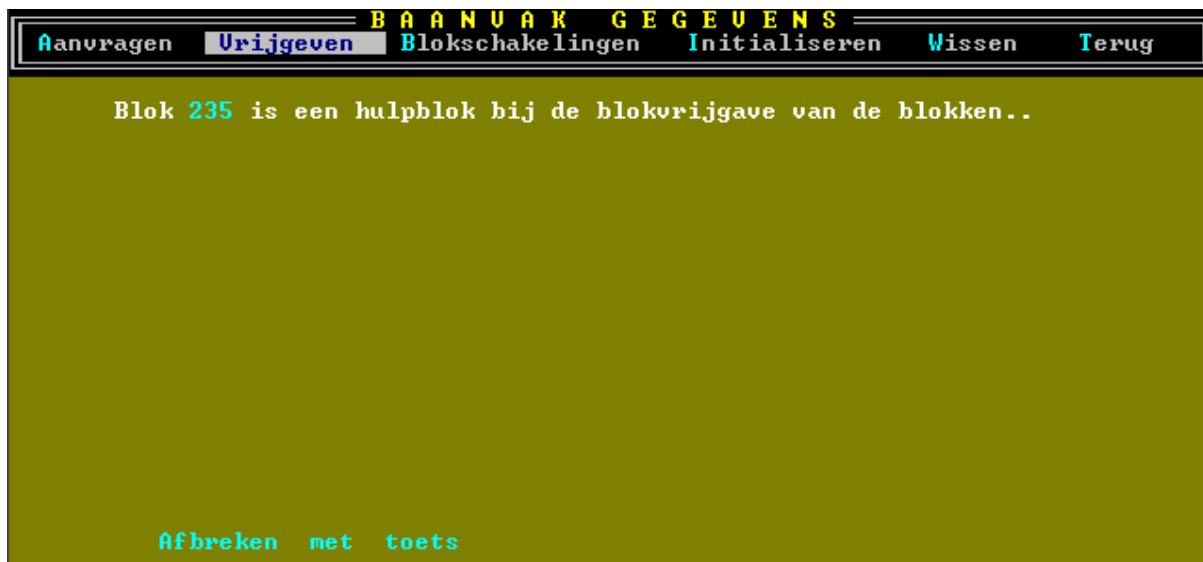 B A A N V A K  G E G E V E N S
Aanvragen Vrijgeven Blokschakelingen Initialiseren Wissen Terug
Blok 235 is een hulpblok bij de blokvrijgave van de blokken..
Afbreken met toets